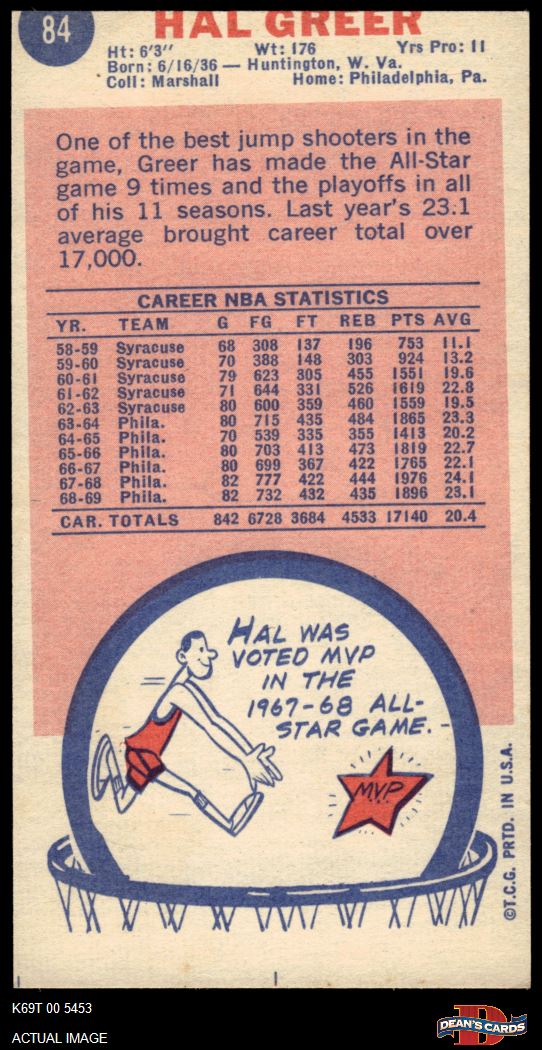 84
HAL GREER
Ht: 6'3" Wt: 176 Yrs Pro: 11
Born: 6/16/36 — Huntington, W. Va.
Coll: Marshall Home: Philadelphia, Pa.
One of the best jump shooters in the
game, Greer has made the All-Star
game 9 times and the playoffs in all
of his 11 seasons. Last year's 23.1
average brought career total over
17,000.
CAREER NBA STATISTICS
YR. TEAM G FG FT REB PTS AVG
58-59 Syracuse 68 308 137 196 753 11.1
59-60 Syracuse 70 388 148 303 924 13.2
60-61 Syracuse 79 623 305 455 1551 19.6
61-62 Syracuse 71 644 331 526 1619 22.8
62-63 Syracuse 80 600 359 460 1559 19.5
63-64 Phila. 80 715 435 484 1865 23.3
64-65 Phila. 70 539 335 355 1413 20.2
65-66 Phila. 80 703 413 473 1819 22.7
66-67 Phila. 80 699 367 422 1765 22.1
67-68 Phila. 82 777 422 444 1976 24.1
68-69 Phila. 82 732 432 435 1896 23.1
CAR. TOTALS 842 6728 3684 4533 17140 20.4
HAL WAS
VOTED MVP
IN THE
1967-68 ALL-
STAR GAME.
MVP
©T.C.G. PRTD. IN U.S.A.
K69T 00 5453
ACTUAL IMAGE
D
DEAN'S CARDS